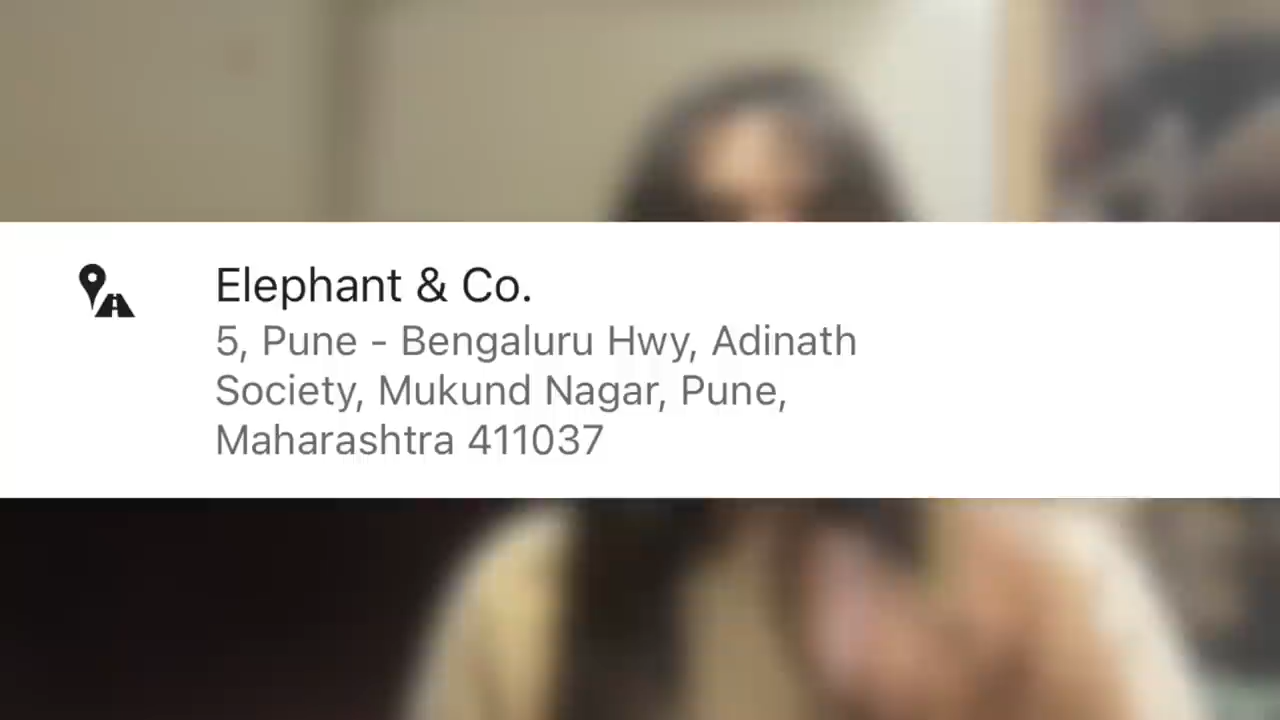 Elephant & Co.
5, Pune - Bengaluru Hwy, Adinath
Society, Mukund Nagar, Pune,
Maharashtra 411037